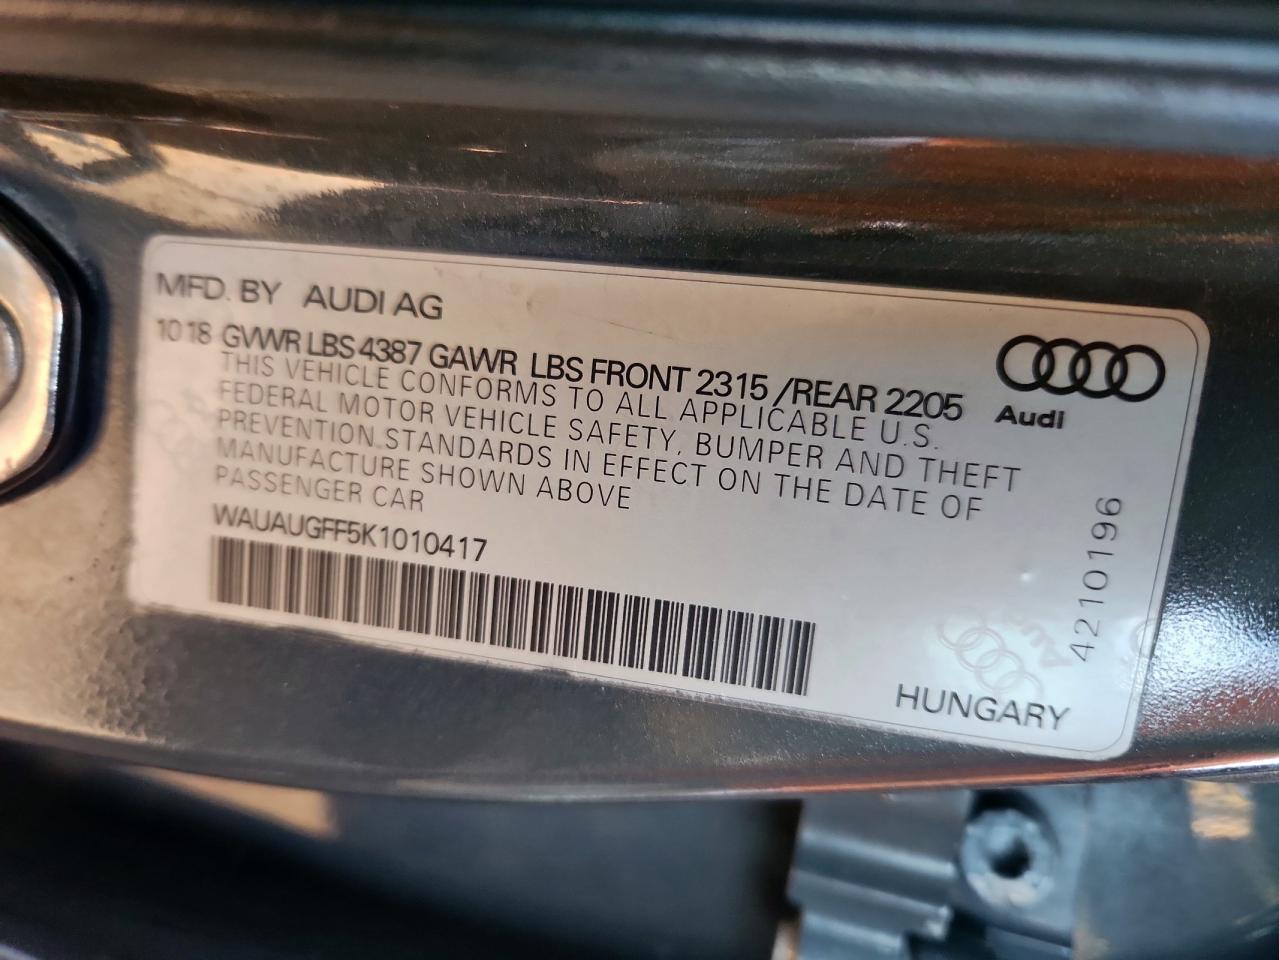 MFD. BY AUDI AG
10 18 GVWR LBS 4387 GAWR LBS FRONT 2315 /REAR 2205
THIS VEHICLE CONFORMS TO ALL APPLICABLE U.S.
FEDERAL MOTOR VEHICLE SAFETY, BUMPER AND THEFT
PREVENTION STANDARDS IN EFFECT ON THE DATE OF
MANUFACTURE SHOWN ABOVE
PASSENGER CAR
WAUAUGFF5K1010417
Audi
4210196
Audi
HUNGARY